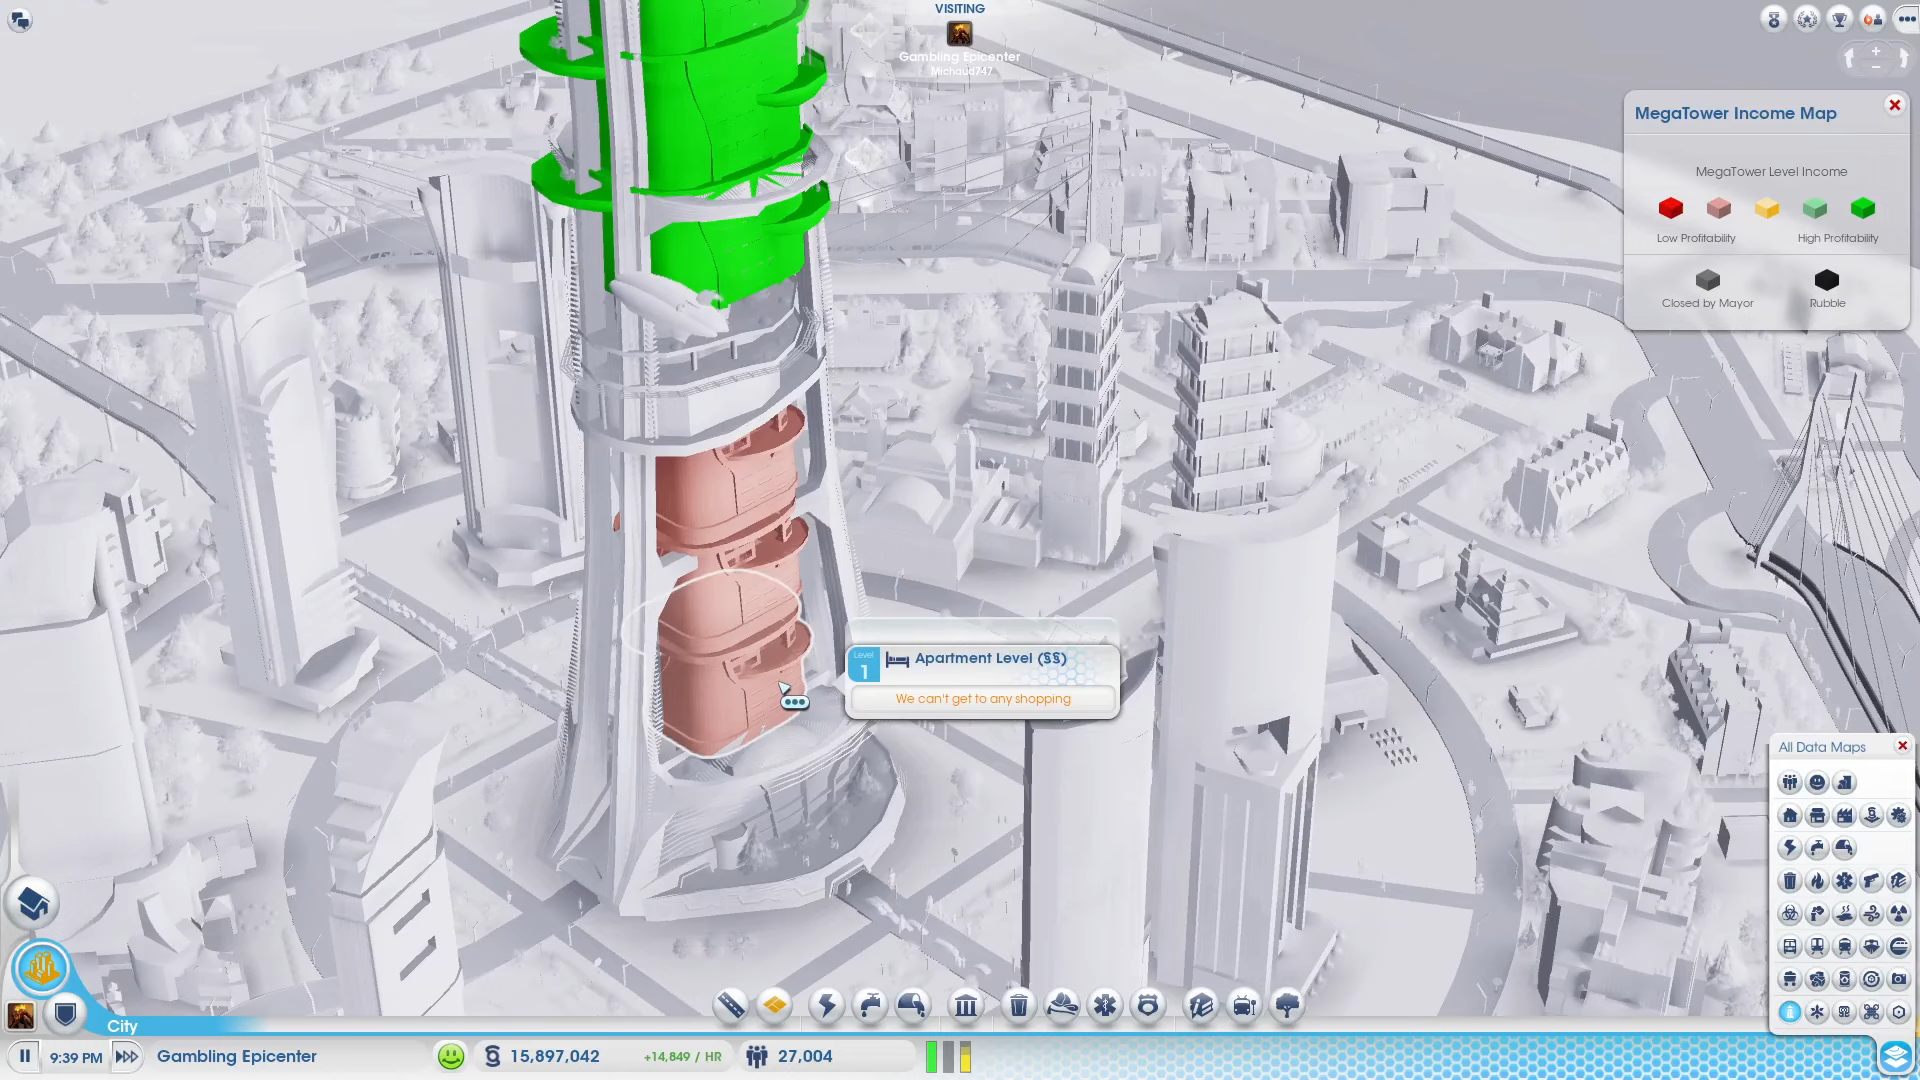 VISITING
Gambling Epicenter
Michaud747
MegaTower Income Map
MegaTower Level Income
Low Profitability
High Profitability
Closed by Mayor
Rubble
Level
1
Apartment Level (§§)
We can't get to any shopping
All Data Maps
City
9:39 PM
Gambling Epicenter
15,897,042
+14,849 / HR
27,004